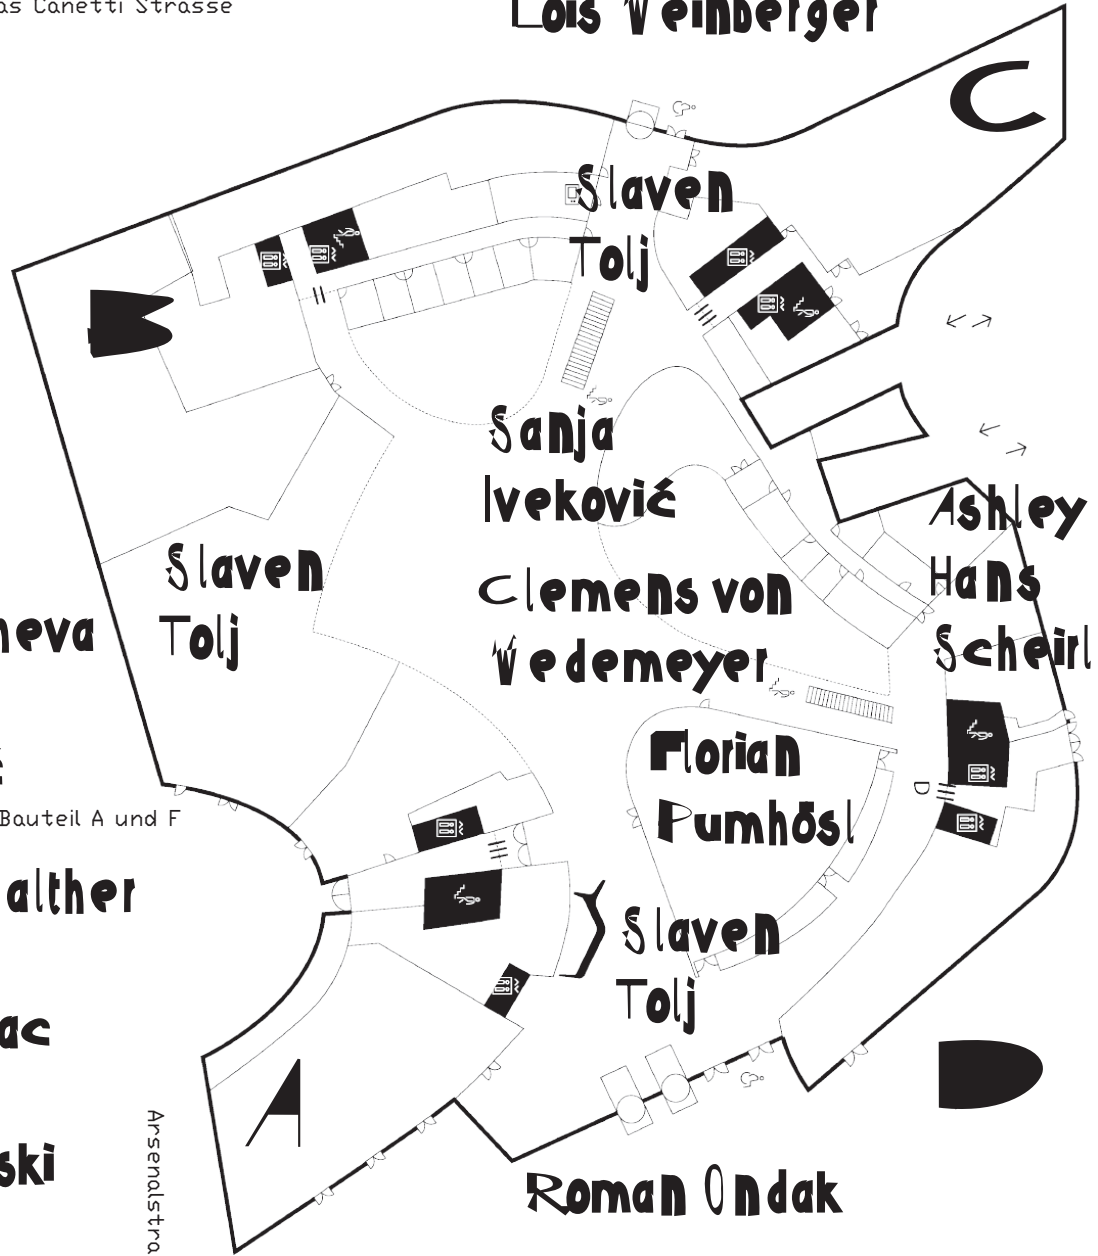 as Canetti Strasse
Lois Weinberger
C
Slaven
Tolj
B
Sanja
Iveković
Ashley
Hans
Scheirl
Slaven
Tolj
Clemens von
Wedemeyer
neva
Florian
Pumhösl
D
Bauteil A und F
alther
Slaven
Tolj
ac
A
D
Arsenalstra
ski
Roman Ondak